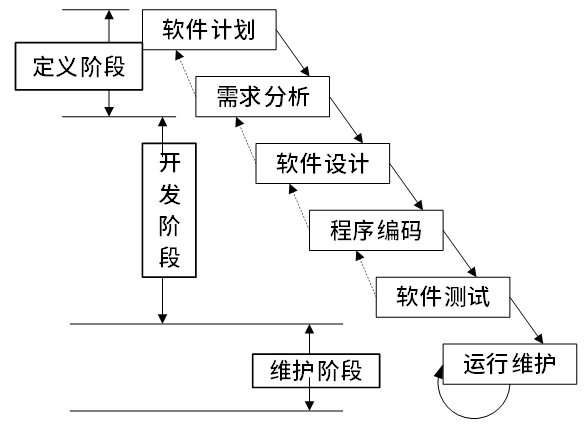 软件计划
定义阶段
需求分析
开发阶段
软件设计
程序编码
软件测试
维护阶段
运行维护